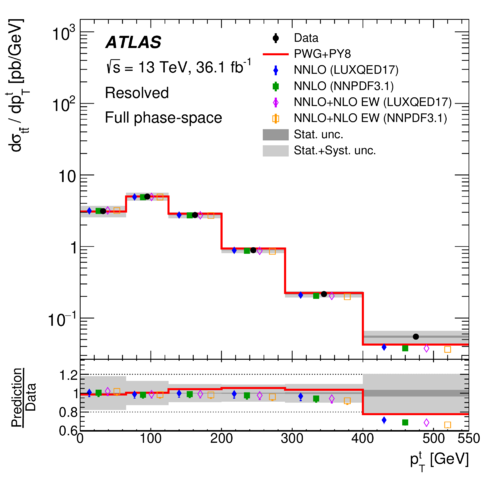 dσ_{tt̄} / dp_T^t [pb/GeV]
10³
10²
10
1
10⁻¹
ATLAS
√s = 13 TeV, 36.1 fb⁻¹
Resolved
Full phase-space
Data
PWG+PY8
NNLO (LUXQED17)
NNLO (NNPDF3.1)
NNLO+NLO EW (LUXQED17)
NNLO+NLO EW (NNPDF3.1)
Stat. unc.
Stat.+Syst. unc.
Prediction
Data
1.2
1
0.8
0.6
0 100 200 300 400 500 550
p_T^t [GeV]